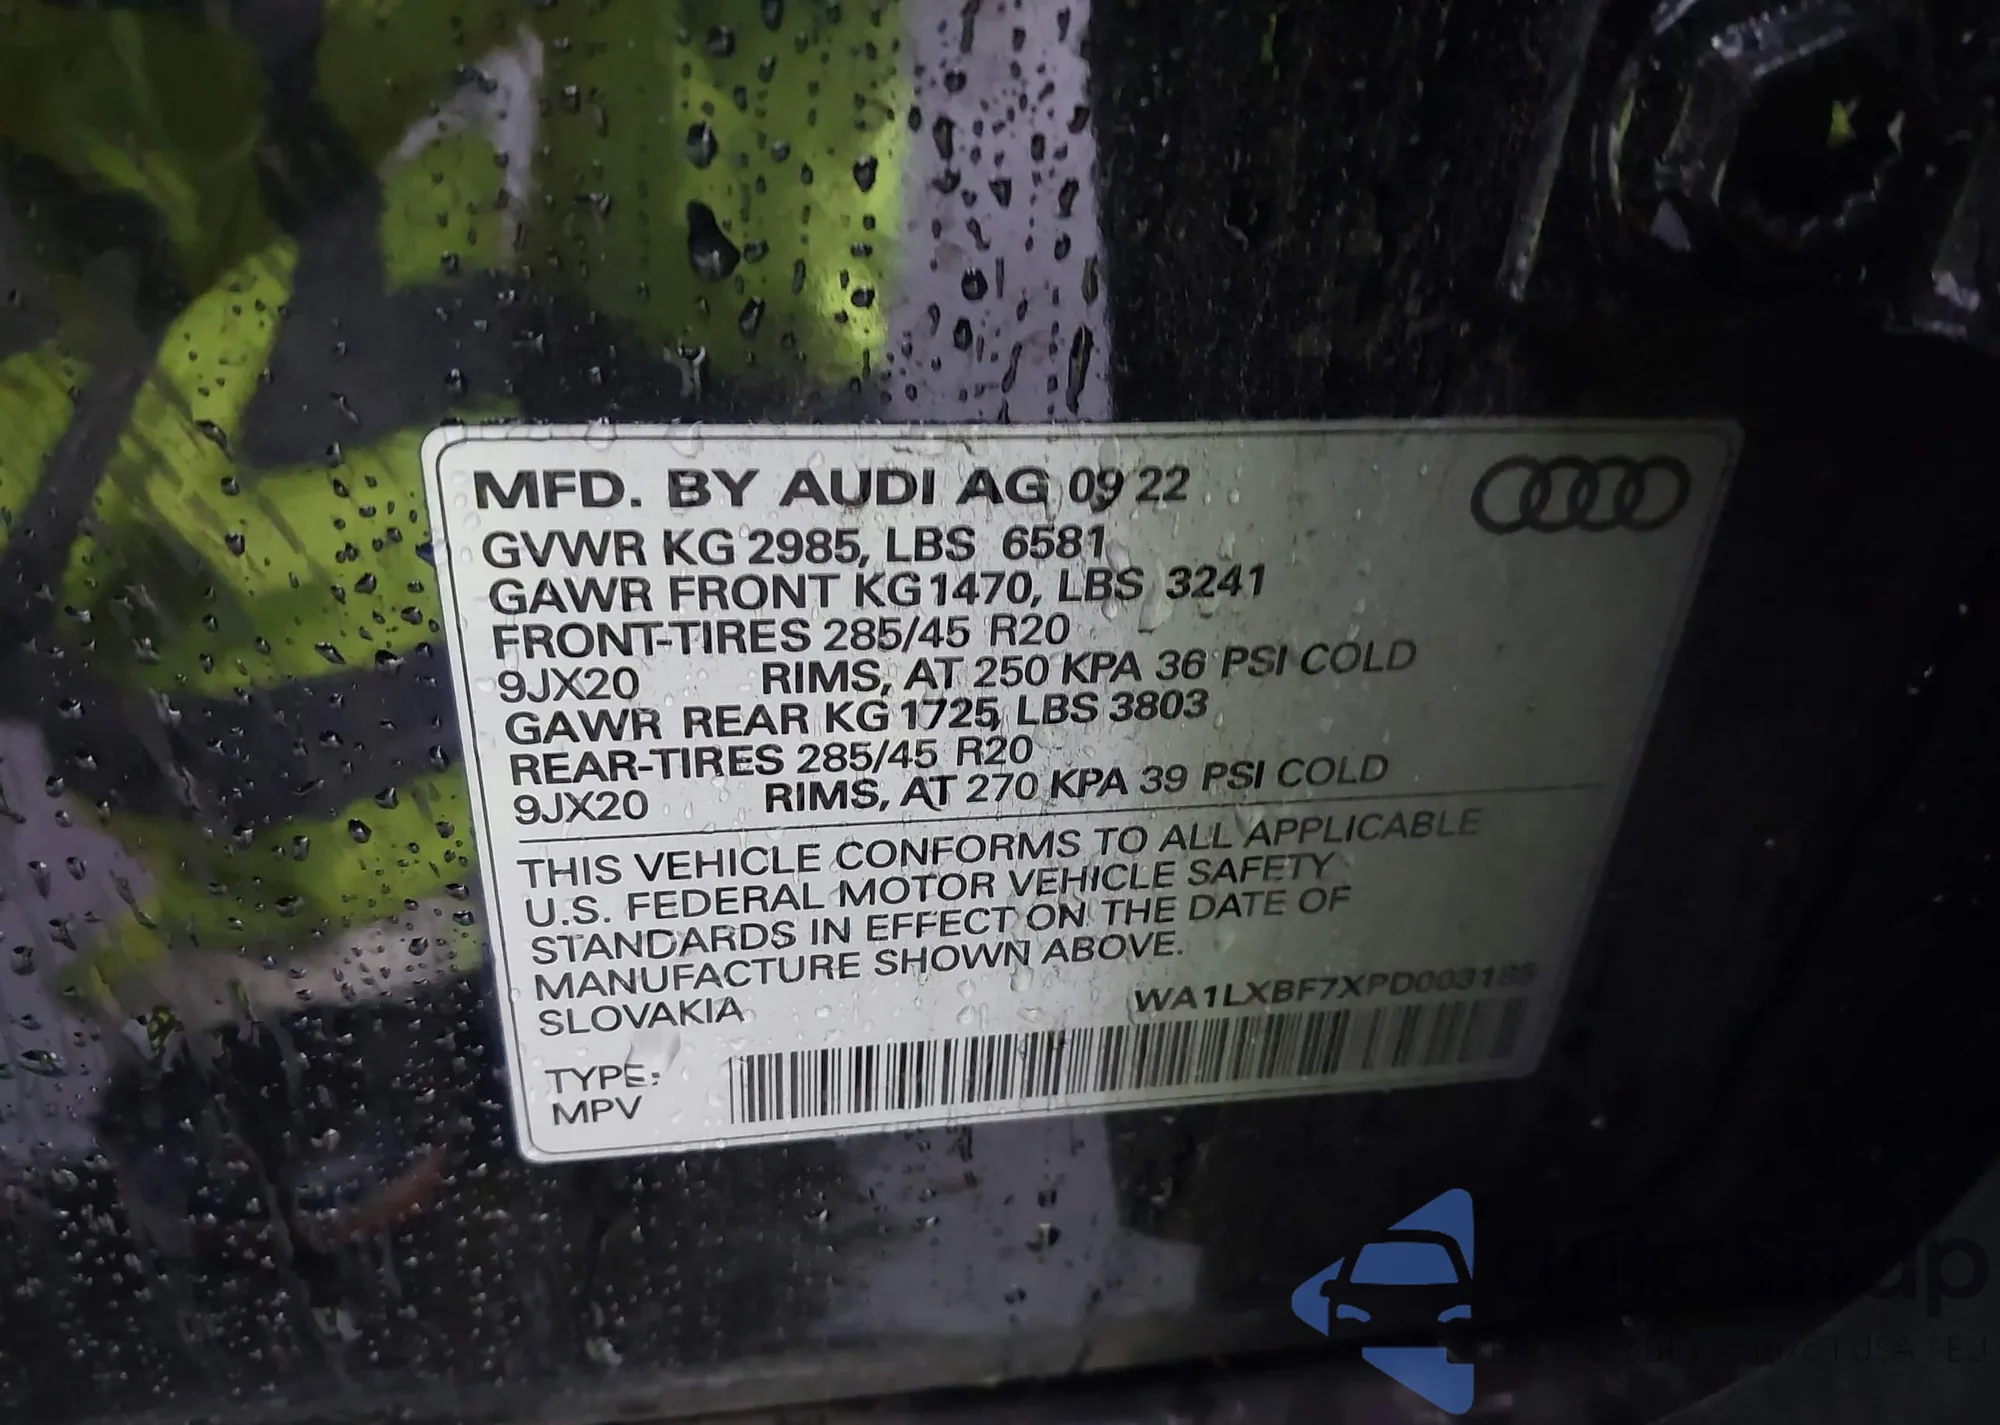 MFD. BY AUDI AG 09 22
GVWR KG 2985, LBS 6581
GAWR FRONT KG 1470, LBS 3241
FRONT-TIRES 285/45 R20
9JX20 RIMS, AT 250 KPA 36 PSI COLD
GAWR REAR KG 1725, LBS 3803
REAR-TIRES 285/45 R20
9JX20 RIMS, AT 270 KPA 39 PSI COLD
THIS VEHICLE CONFORMS TO ALL APPLICABLE
U.S. FEDERAL MOTOR VEHICLE SAFETY
STANDARDS IN EFFECT ON THE DATE OF
MANUFACTURE SHOWN ABOVE.
SLOVAKIA
TYPE:
MPV